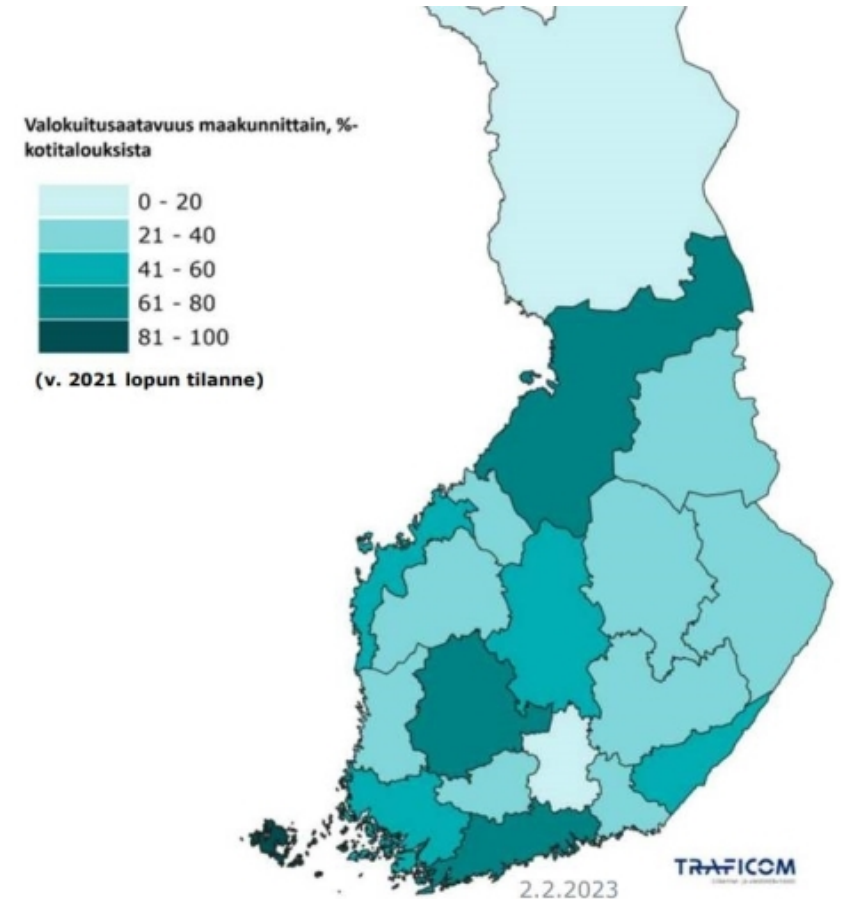 Valokuitusaatavuus maakunnittain, %-
kotitalouksista
0 - 20
21 - 40
41 - 60
61 - 80
81 - 100
(v. 2021 lopun tilanne)
TRAFICOM
2.2.2023